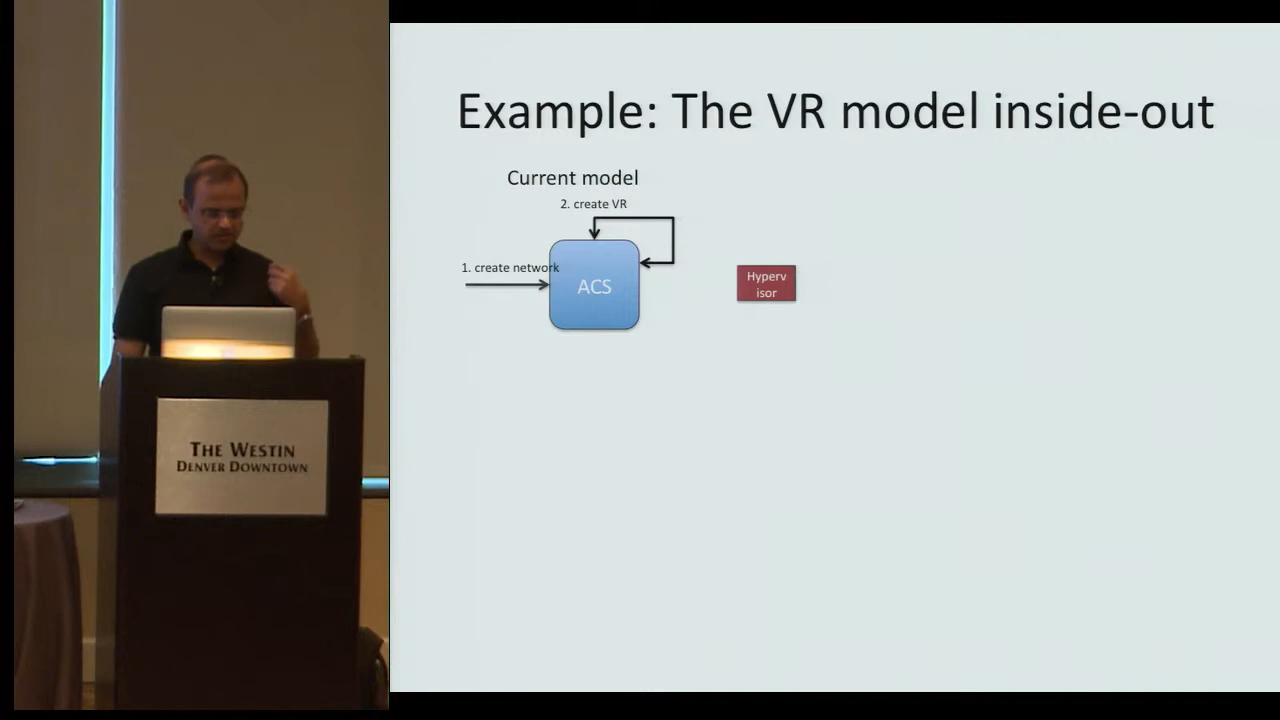 Example: The VR model inside-out
Current model
2. create VR
1. create network
ACS
Hyperv
isor
THE WESTIN
DENVER DOWNTOWN